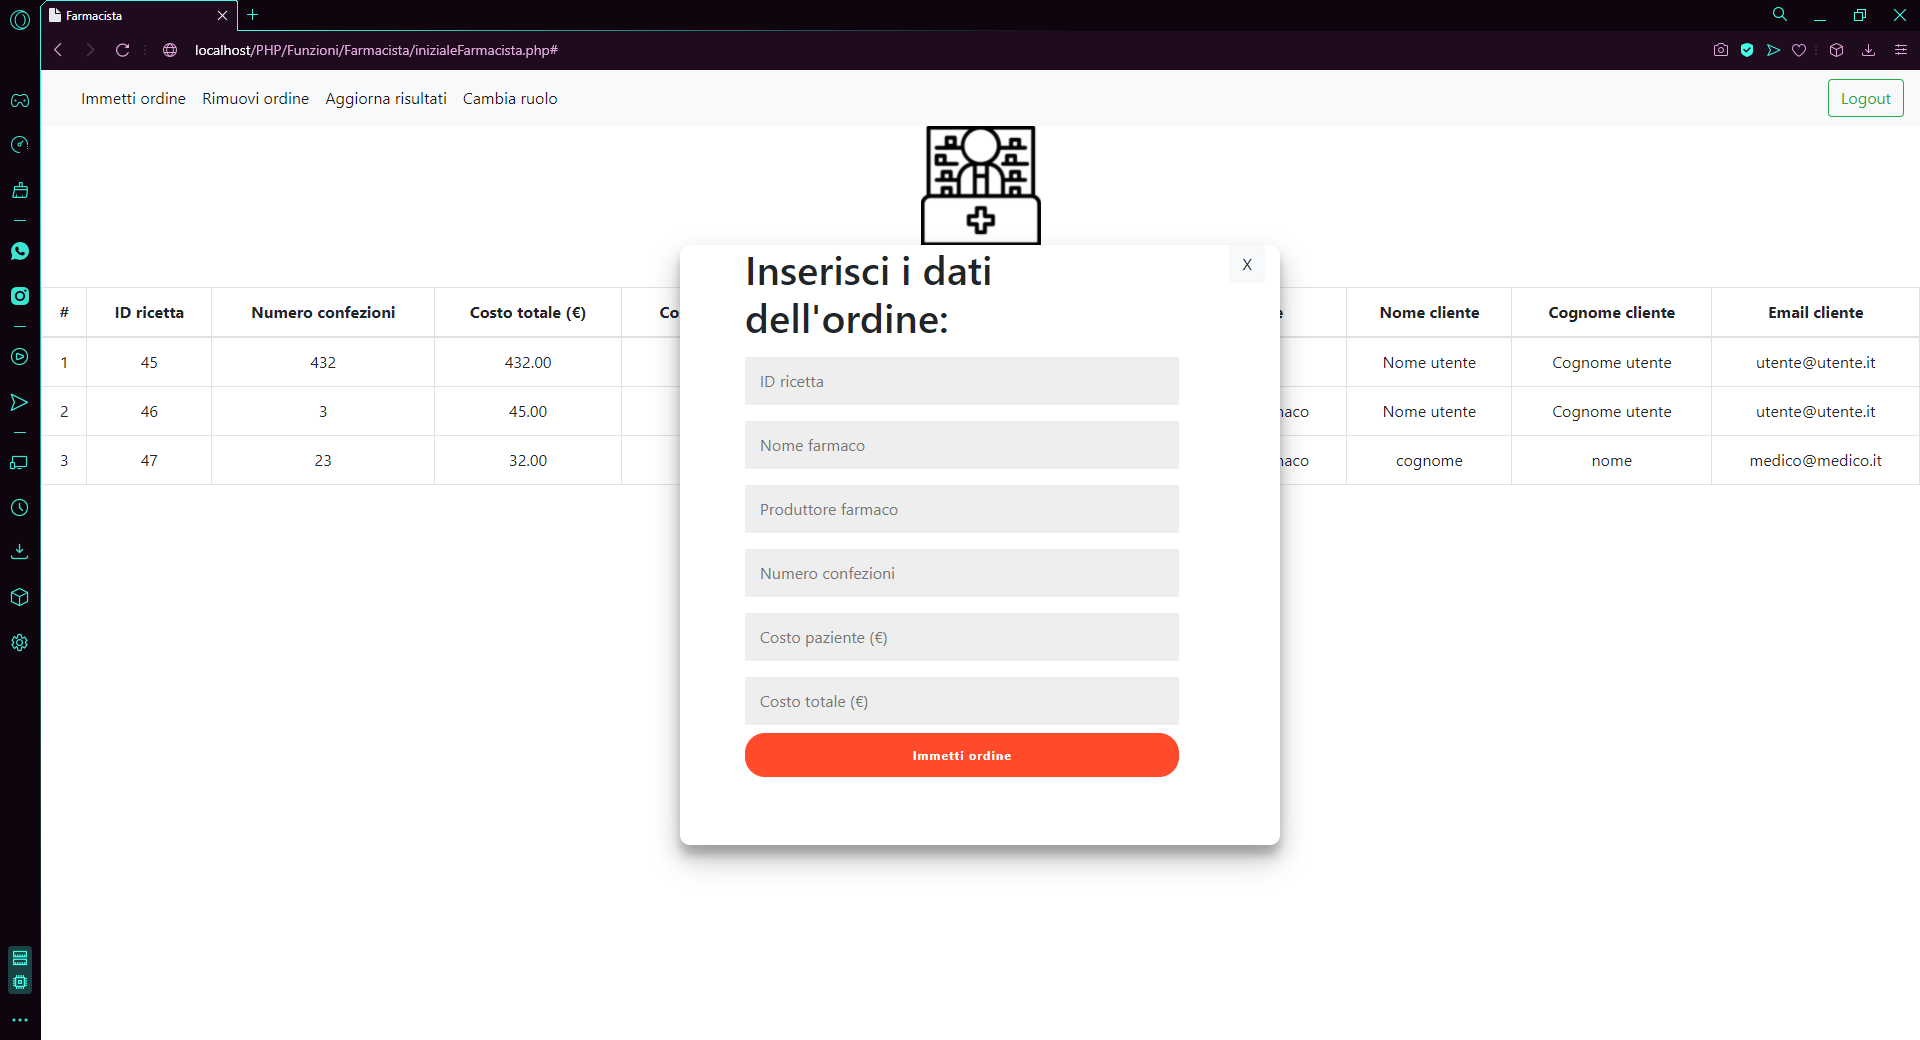 Farmacista
localhost/PHP/Funzioni/Farmacista/inizialeFarmacista.php#
Immetti ordine Rimuovi ordine Aggiorna risultati Cambia ruolo Logout
Inserisci i dati
dell'ordine:
X
ID ricetta
Nome farmaco
Produttore farmaco
Numero confezioni
Costo paziente (€)
Costo totale (€)
Immetti ordine
# ID ricetta Numero confezioni Costo totale (€) Nome cliente Cognome cliente Email cliente
1 45 432 432.00 Nome utente Cognome utente utente@utente.it
2 46 3 45.00 Nome utente Cognome utente utente@utente.it
3 47 23 32.00 cognome nome medico@medico.it